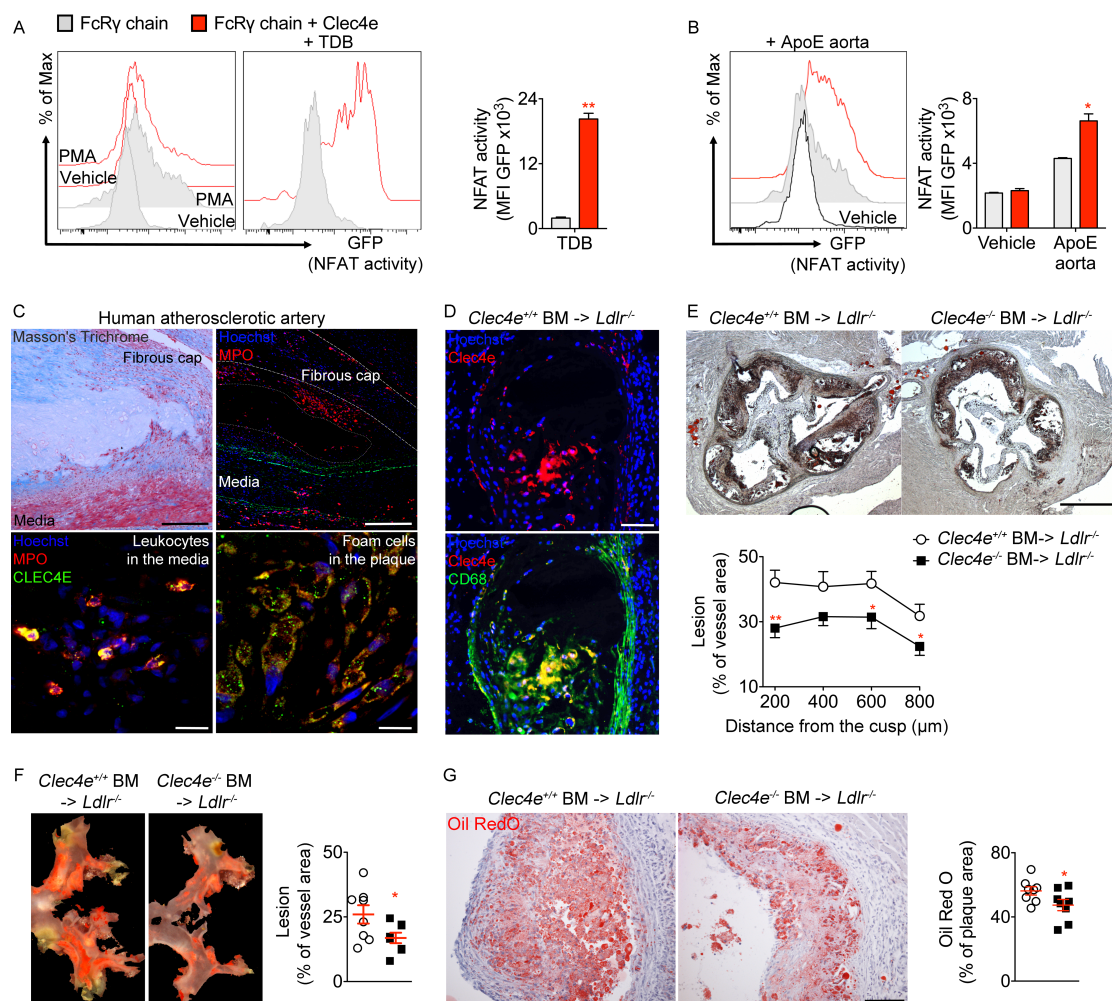 A
FcRγ chain
FcRγ chain + Clec4e
+ TDB
% of Max
PMA
Vehicle
PMA
Vehicle
GFP
(NFAT activity)
NFAT activity
(MFI GFP x10³)
24
12
0
**
TDB
B
+ ApoE aorta
% of Max
Vehicle
GFP
(NFAT activity)
NFAT activity
(MFI GFP x10³)
8
4
0
*
Vehicle
ApoE
aorta
C
Human atherosclerotic artery
Masson's Trichrome
Fibrous cap
Media
Hoechst
MPO
Fibrous cap
Media
Hoechst
MPO
CLEC4E
Leukocytes
in the media
Foam cells
in the plaque
D
Clec4e+/+ BM -> Ldlr-/-
Hoechst
Clec4e
Hoechst
Clec4e
CD68
E
Clec4e+/+ BM -> Ldlr-/-
Clec4e-/- BM -> Ldlr-/-
Clec4e+/+ BM-> Ldlr-/-
Clec4e-/- BM-> Ldlr-/-
Lesion
(% of vessel area)
50
30
10
**
*
*
200
400
600
800
Distance from the cusp (µm)
F
Clec4e+/+ BM
-> Ldlr-/-
Clec4e-/- BM
-> Ldlr-/-
Lesion
(% of vessel area)
50
25
0
*
G
Clec4e+/+ BM -> Ldlr-/-
Clec4e-/- BM -> Ldlr-/-
Oil RedO
Oil Red O
(% of plaque area)
80
40
0
*